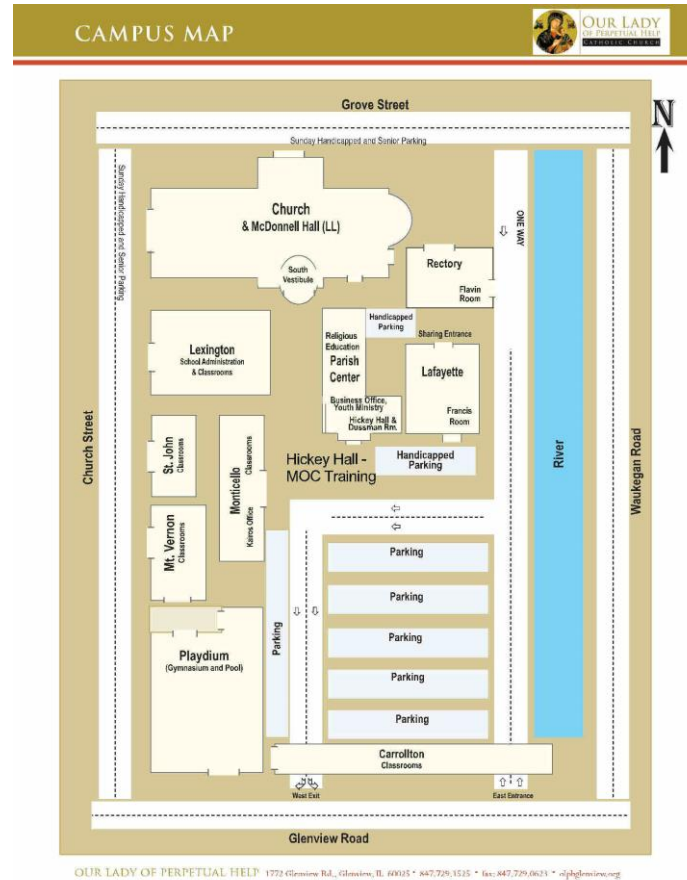 CAMPUS MAP
OUR LADY
OF PERPETUAL HELP
CATHOLIC CHURCH
Grove Street
N
Sunday Handicapped and Senior Parking
Sunday Handicapped and Senior Parking
Church
& McDonnell Hall (LL)
ONE WAY
South
Vestibule
Rectory
Flavin
Room
Handicapped
Parking
Sharing Entrance
Religious
Education
Parish
Center
Lexington
School Administration
& Classrooms
Lafayette
Business Office,
Youth Ministry
Hickey Hall &
Dussman Rm.
Francis
Room
Church Street
St. John
Classrooms
Monticello
Classrooms
Kairos Office
Hickey Hall -
MOC Training
Handicapped
Parking
River
Waukegan Road
Mt. Vernon
Classrooms
Parking
Parking
Parking
Parking
Parking
Parking
Playdium
(Gymnasium and Pool)
Carrollton
Classrooms
West Exit
East Entrance
Glenview Road
OUR LADY OF PERPETUAL HELP 1772 Glenview Rd., Glenview, IL 60025 * 847.729.1525 * fax: 847.729.0621 * olphglenview.org